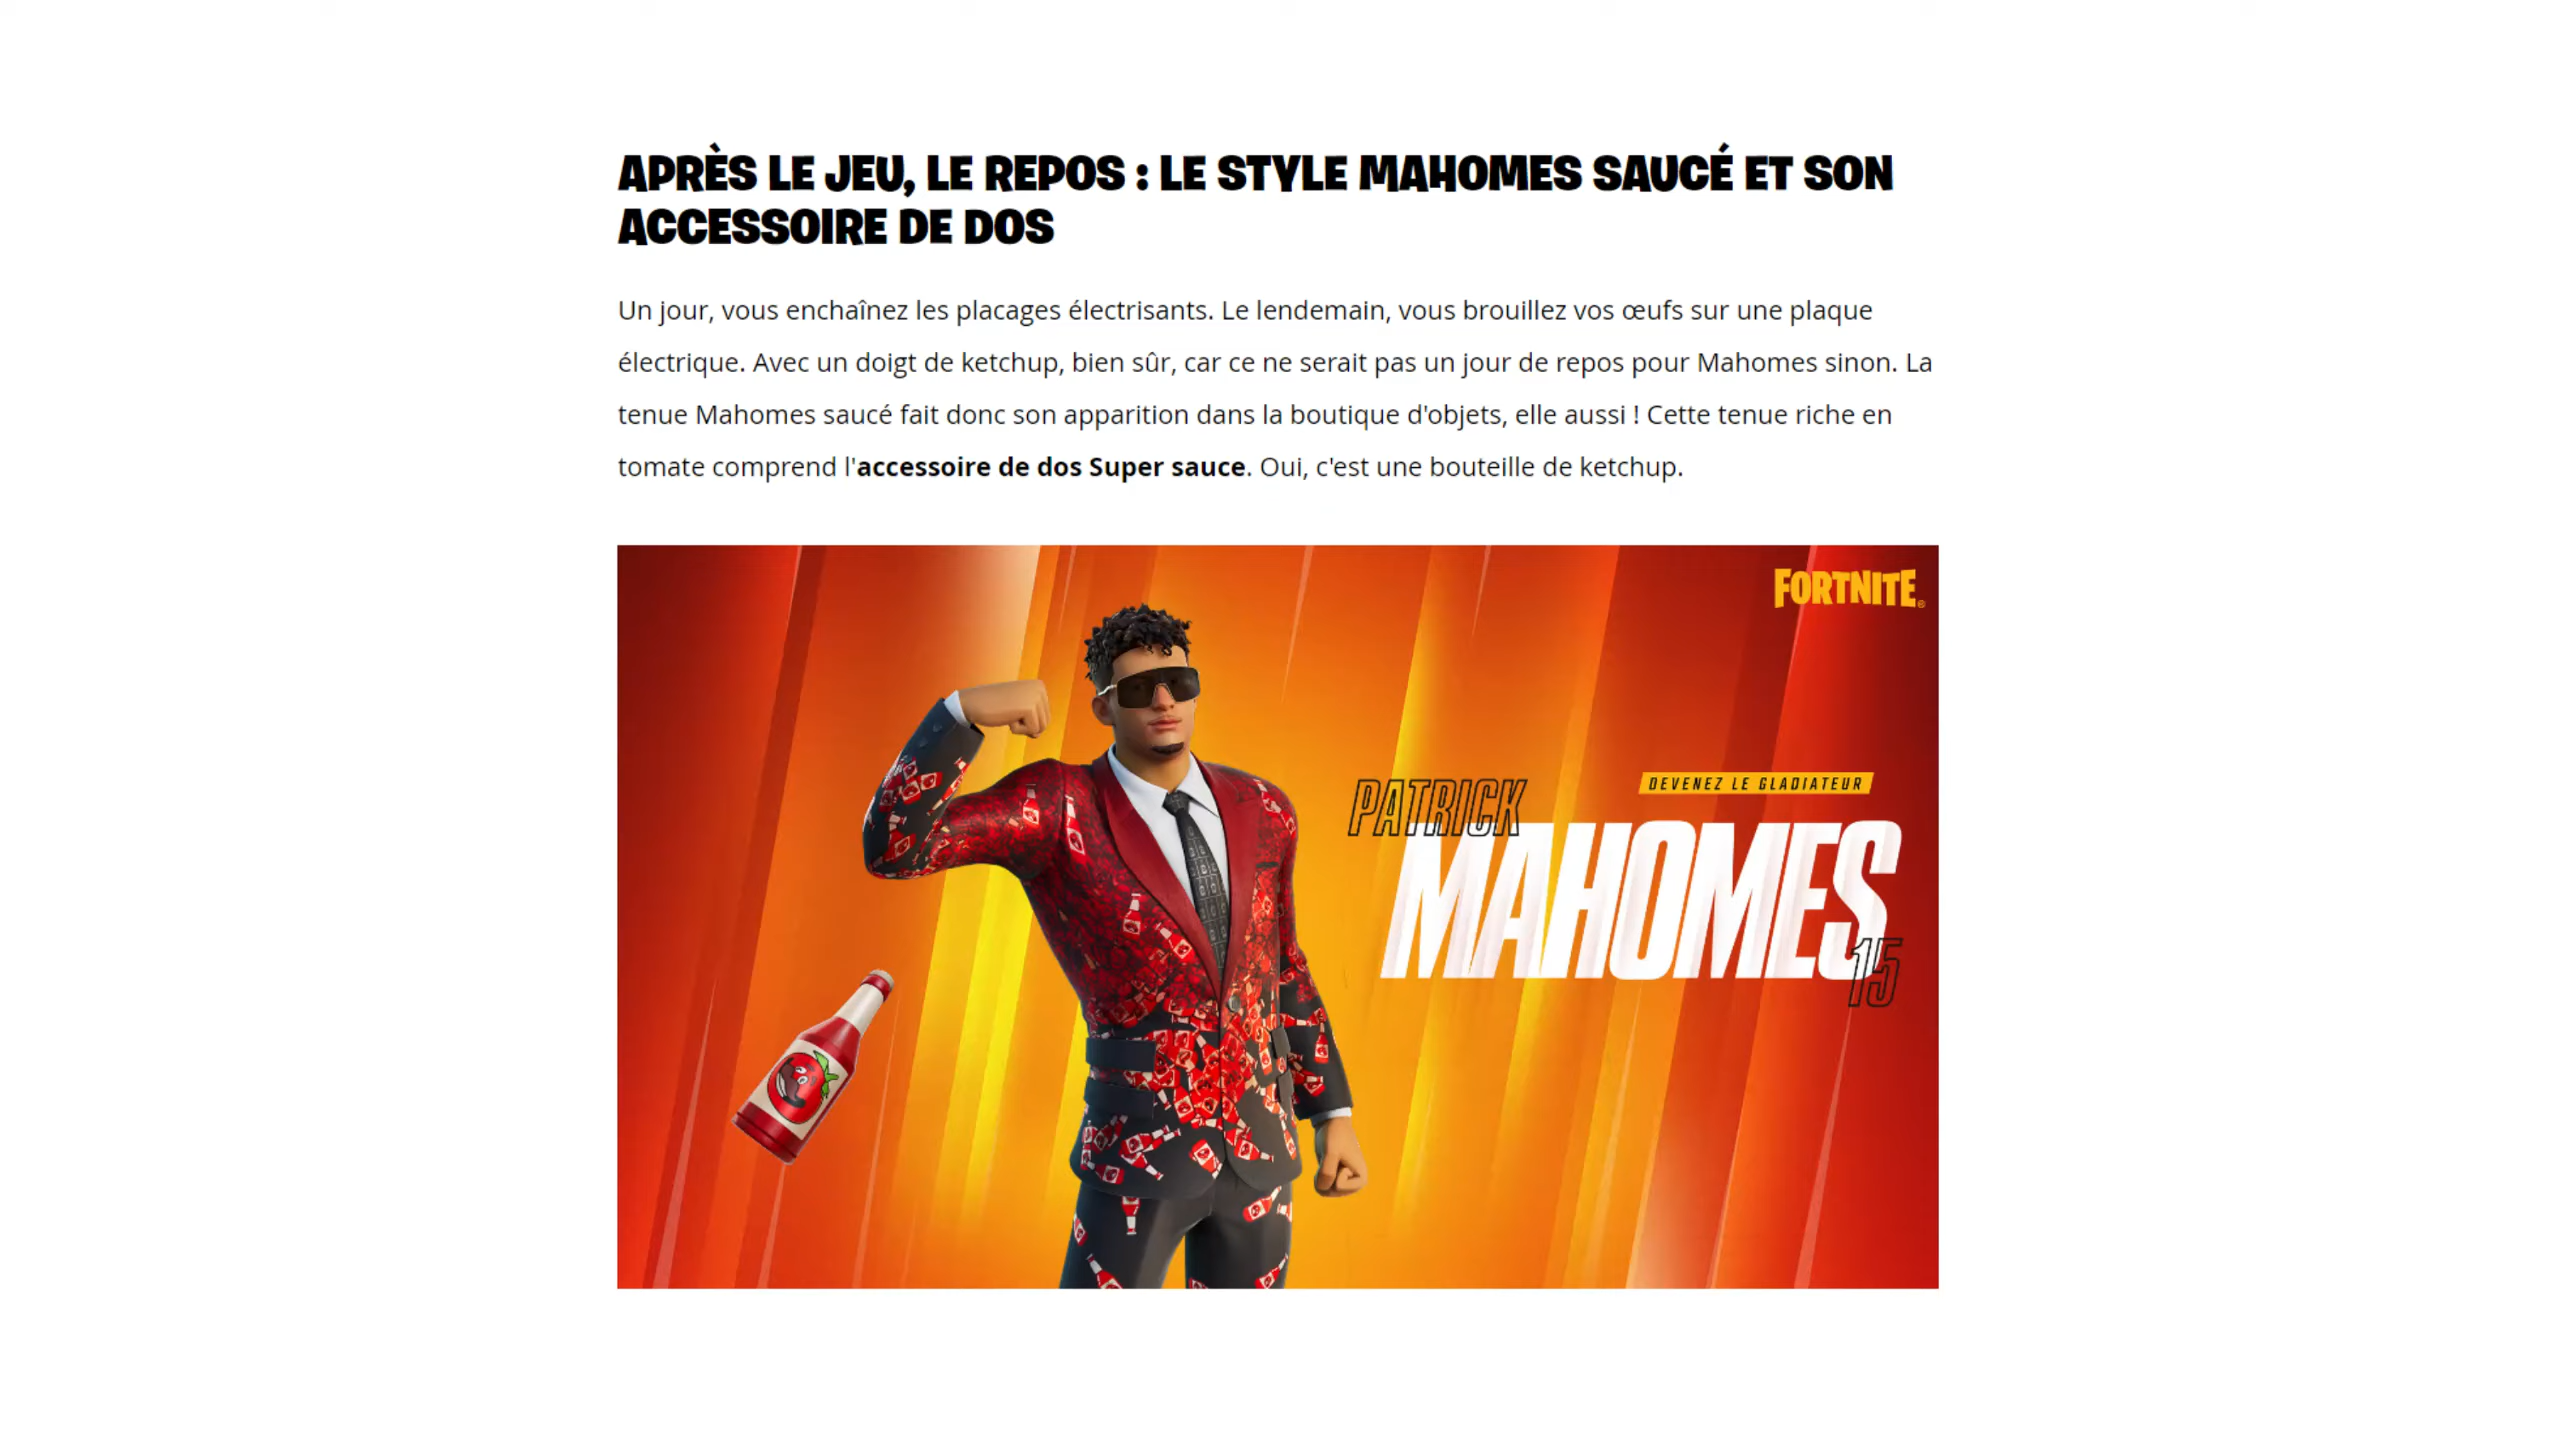 APRÈS LE JEU, LE REPOS : LE STYLE MAHOMES SAUCÉ ET SON
ACCESSOIRE DE DOS
Un jour, vous enchaînez les placages électrisants. Le lendemain, vous brouillez vos œufs sur une plaque
électrique. Avec un doigt de ketchup, bien sûr, car ce ne serait pas un jour de repos pour Mahomes sinon. La
tenue Mahomes saucé fait donc son apparition dans la boutique d'objets, elle aussi ! Cette tenue riche en
tomate comprend l'accessoire de dos Super sauce. Oui, c'est une bouteille de ketchup.
FORTNITE®
DEVENEZ LE GLADIATEUR
PATRICK
MAHOMES
15